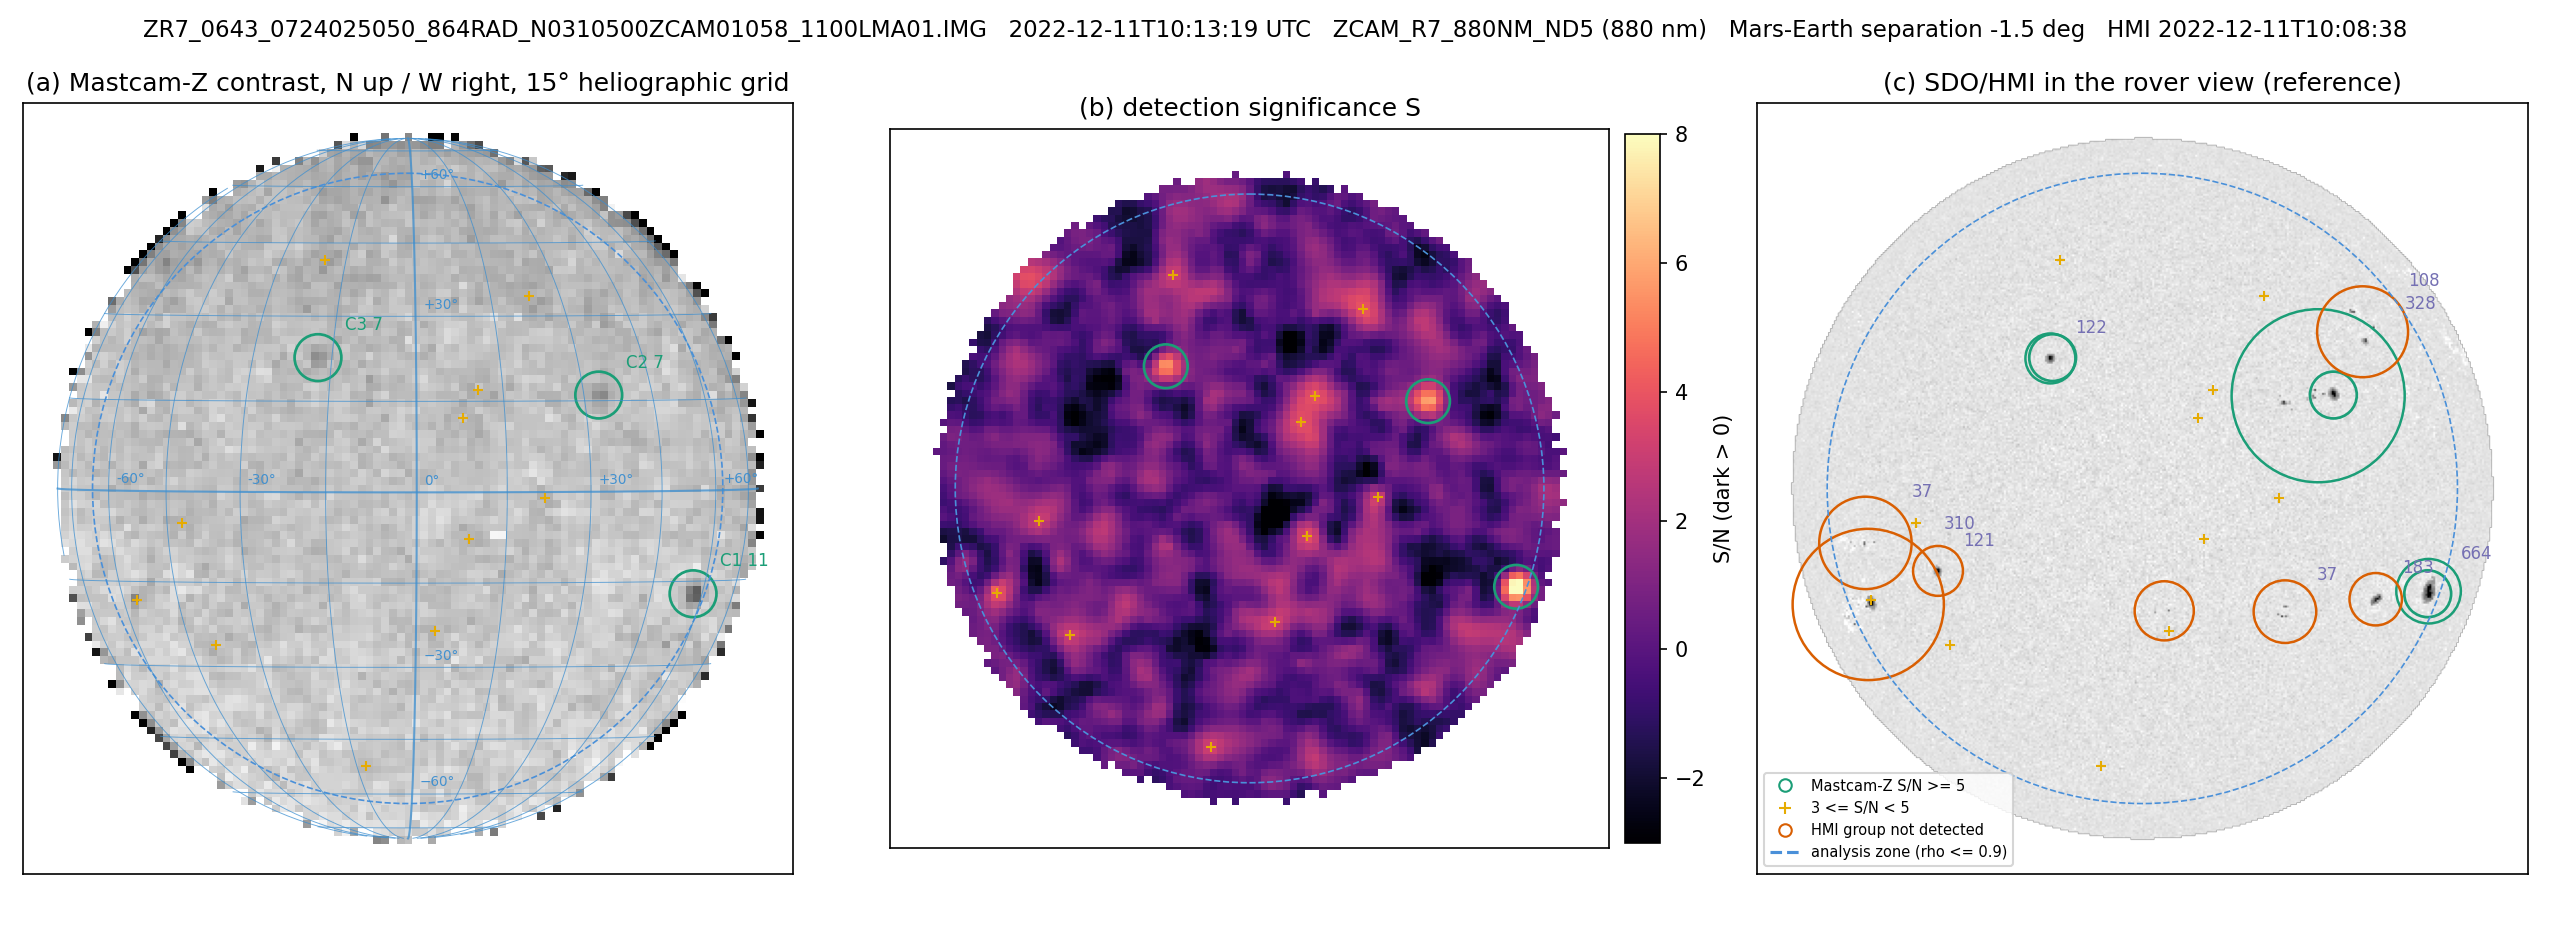 ZR7_0643_0724025050_864RAD_N0310500ZCAM01058_1100LMA01.IMG 2022-12-11T10:13:19 UTC ZCAM_R7_880NM_ND5 (880 nm) Mars-Earth separation -1.5 deg HMI 2022-12-11T10:08:38
(a) Mastcam-Z contrast, N up / W right, 15° heliographic grid
+60°
+30°
C3 7
C2 7
-60°
-30°
0°
+30°
+60°
C1 11
−30°
−60°
(b) detection significance S
8
6
4
2
0
−2
S/N (dark > 0)
(c) SDO/HMI in the rover view (reference)
108
328
122
37
310
121
664
183
37
Mastcam-Z S/N >= 5
3 <= S/N < 5
HMI group not detected
analysis zone (rho <= 0.9)